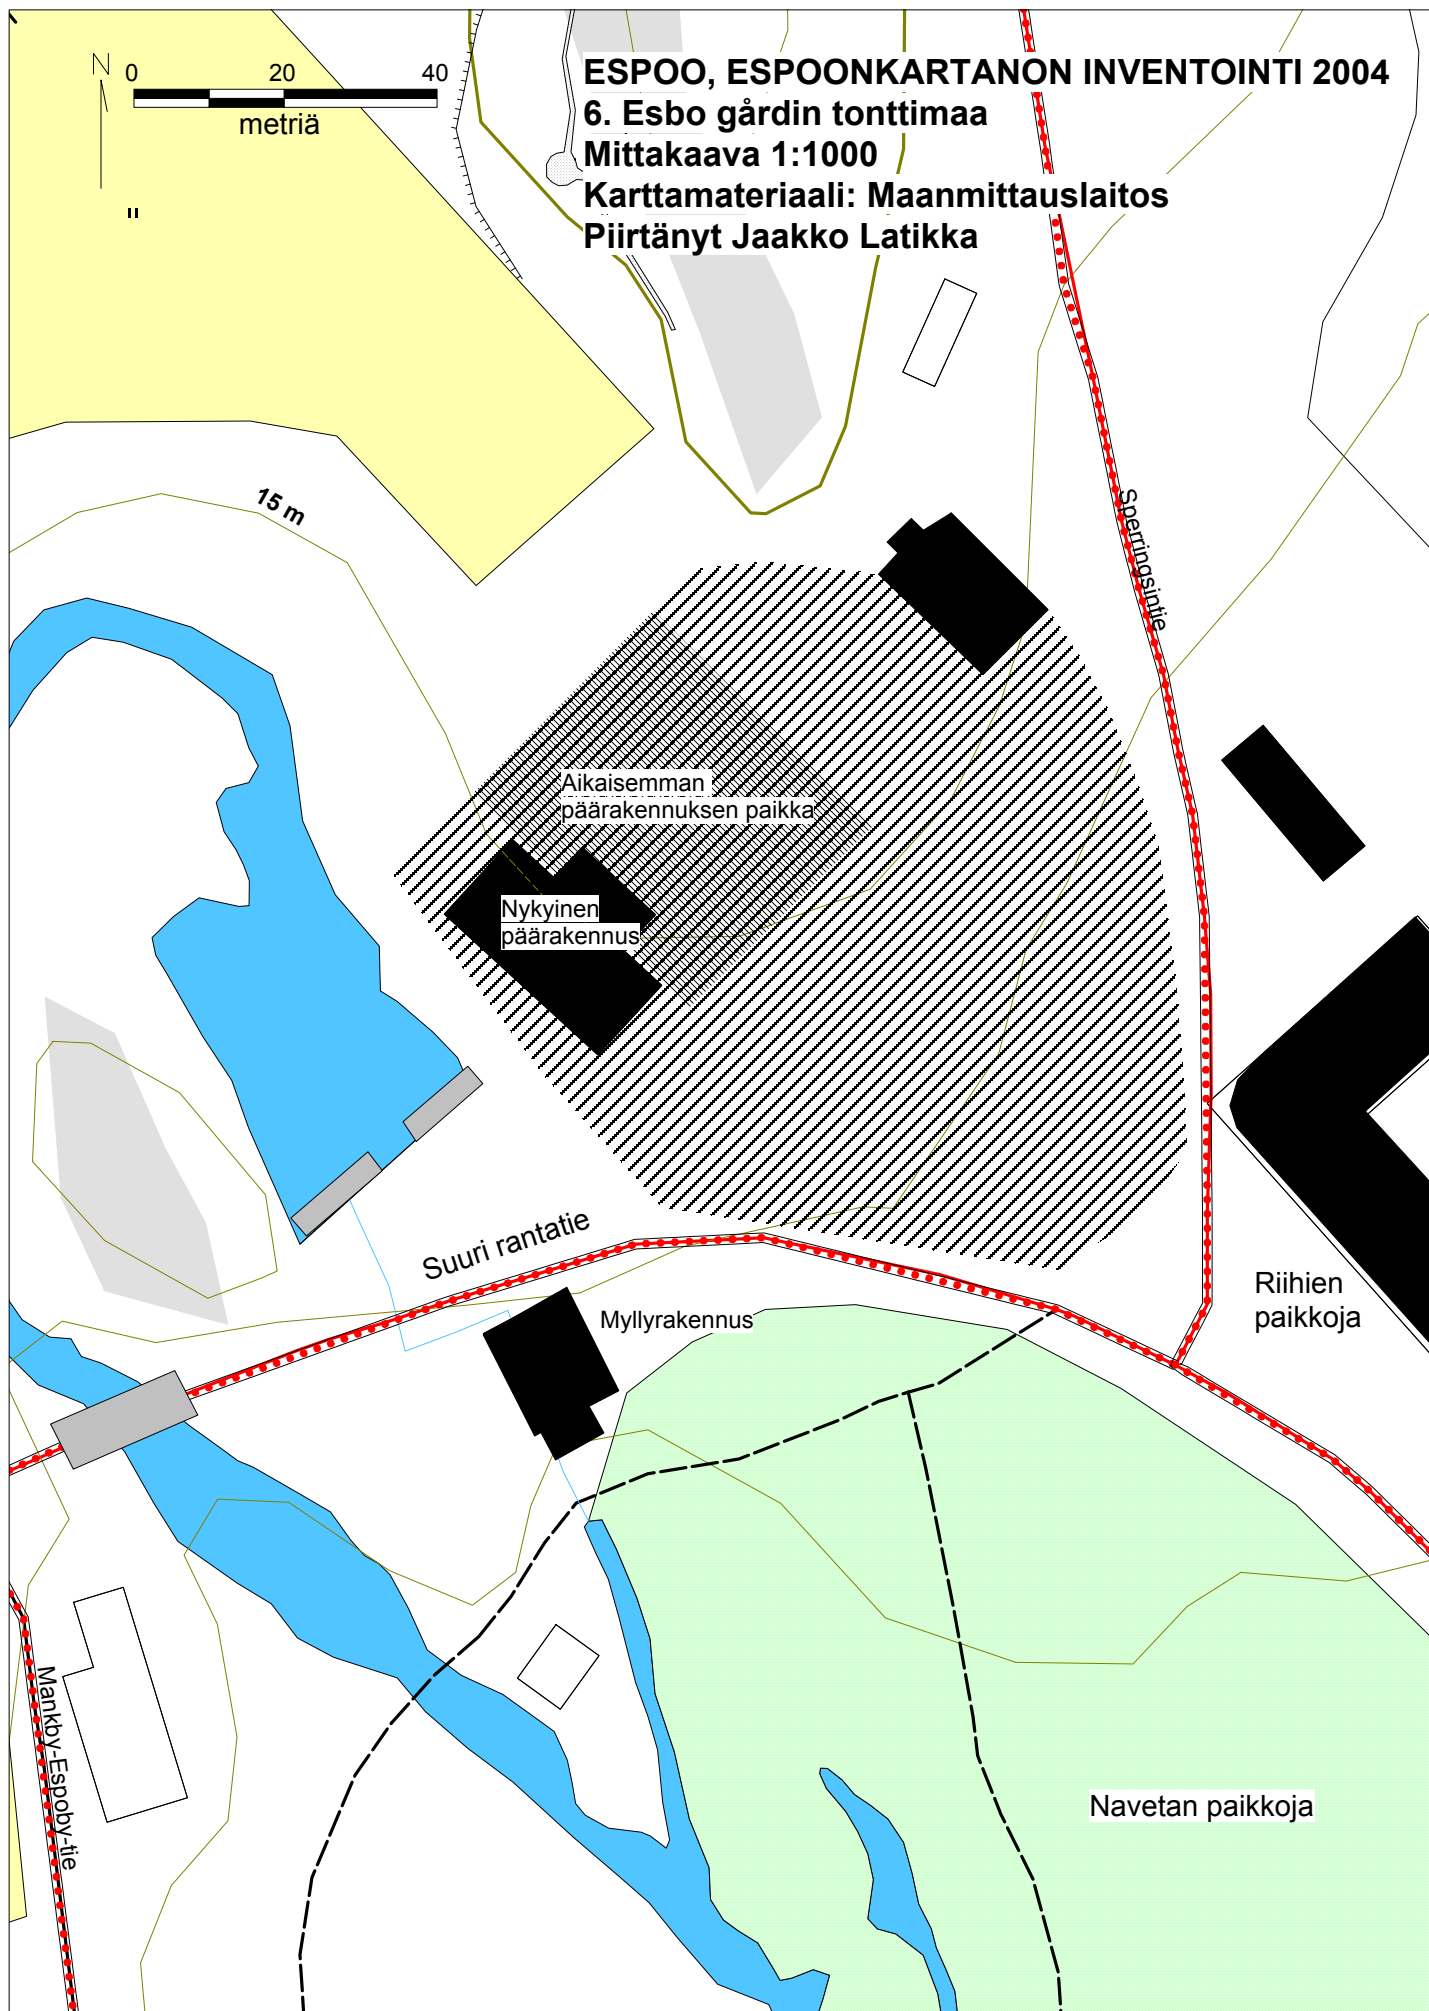 N
0 20 40
metriä
ESPOO, ESPOONKARTANON INVENTOINTI 2004
6. Esbo gårdin tonttimaa
Mittakaava 1:1000
Karttamateriaali: Maanmittauslaitos
Piirtänyt Jaakko Latikka
15 m
Sperringsintie
Aikaisemman
päärakennuksen paikka
Nykyinen
päärakennus
Suuri rantatie
Riihien
paikkoja
Myllyrakennus
Mankby-Espoby-tie
Navetan paikkoja